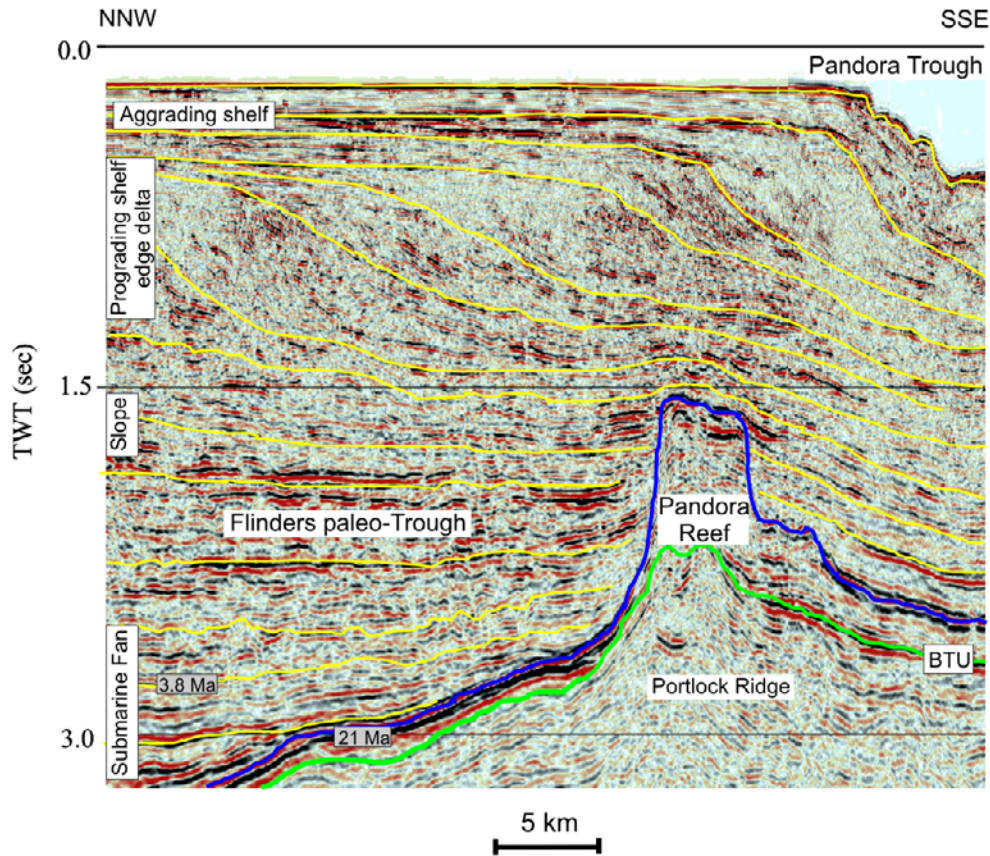 NNW
SSE
0.0
Pandora Trough
Aggrading shelf
Prograding shelf
edge delta
TWT (sec)
1.5
Slope
Flinders paleo-Trough
Pandora
Reef
Submarine Fan
BTU
3.8 Ma
Portlock Ridge
3.0
21 Ma
5 km